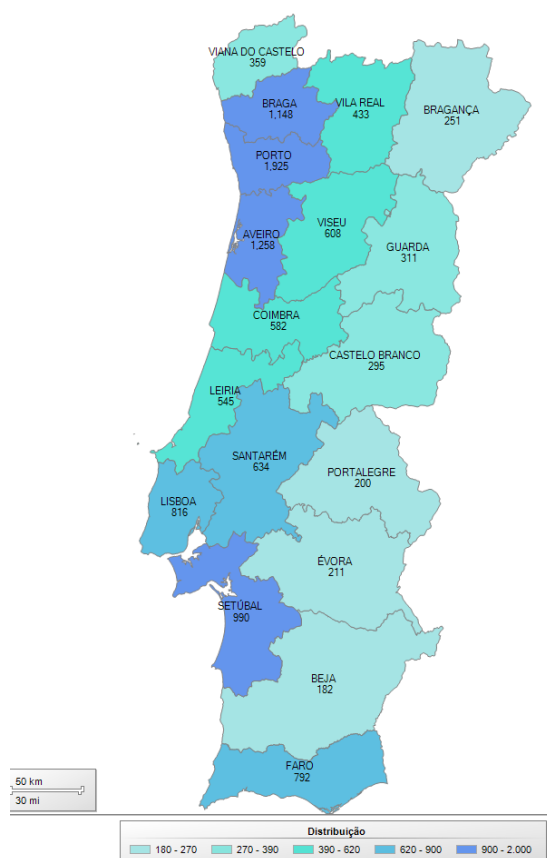 VIANA DO CASTELO
359
BRAGA
1,148
VILA REAL
433
BRAGANÇA
251
PORTO
1,925
AVEIRO
1,258
VISEU
608
GUARDA
311
COIMBRA
582
CASTELO BRANCO
295
LEIRIA
545
SANTARÉM
634
PORTALEGRE
200
LISBOA
816
ÉVORA
211
SETÚBAL
990
BEJA
182
FARO
792
50 km
30 mi
Distribuição
180 - 270 270 - 390 390 - 620 620 - 900 900 - 2.000